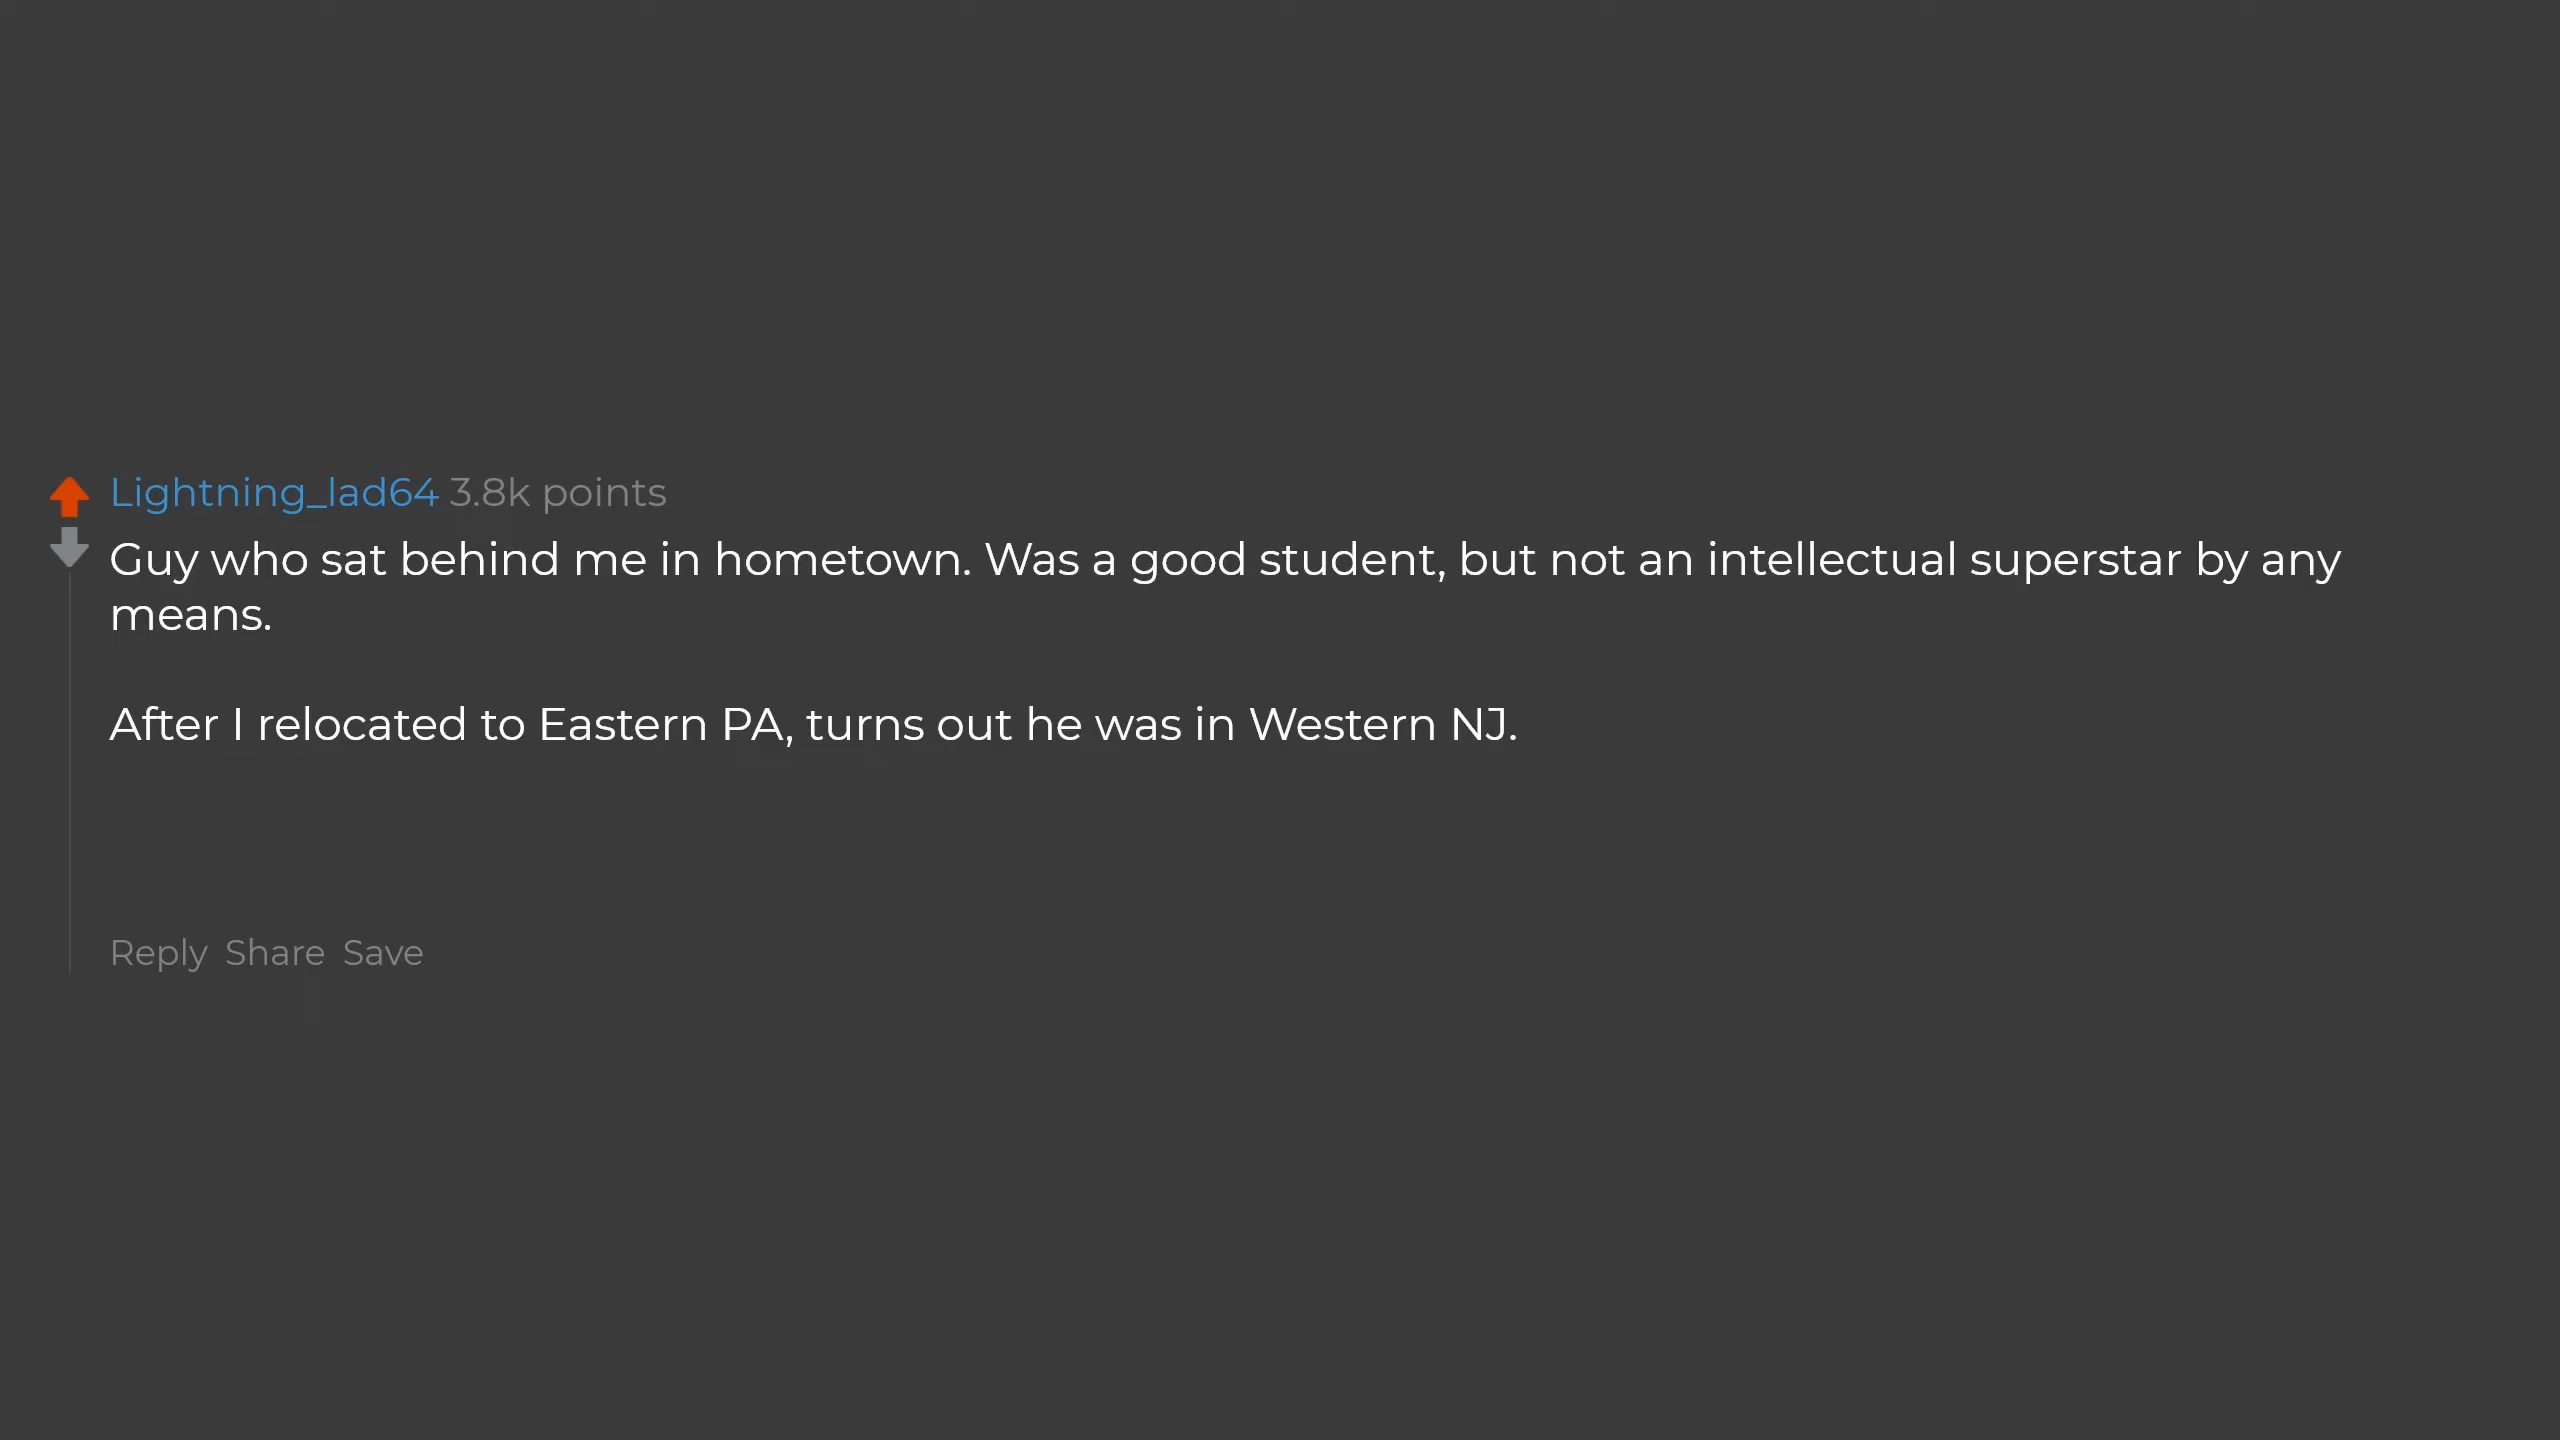 Lightning_lad64 3.8k points
Guy who sat behind me in hometown. Was a good student, but not an intellectual superstar by any
means.
After I relocated to Eastern PA, turns out he was in Western NJ.
Reply Share Save